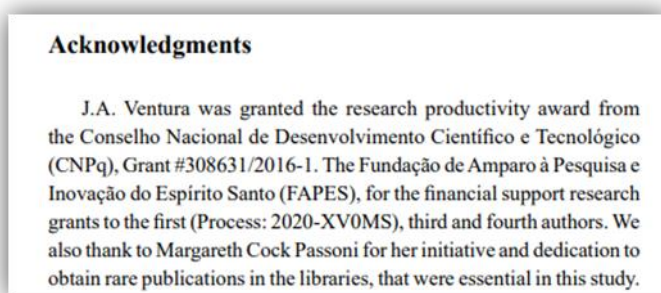 Acknowledgments
J.A. Ventura was granted the research productivity award from
the Conselho Nacional de Desenvolvimento Científico e Tecnológico
(CNPq), Grant #308631/2016-1. The Fundação de Amparo à Pesquisa e
Inovação do Espírito Santo (FAPES), for the financial support research
grants to the first (Process: 2020-XV0MS), third and fourth authors. We
also thank to Margareth Cock Passoni for her initiative and dedication to
obtain rare publications in the libraries, that were essential in this study.